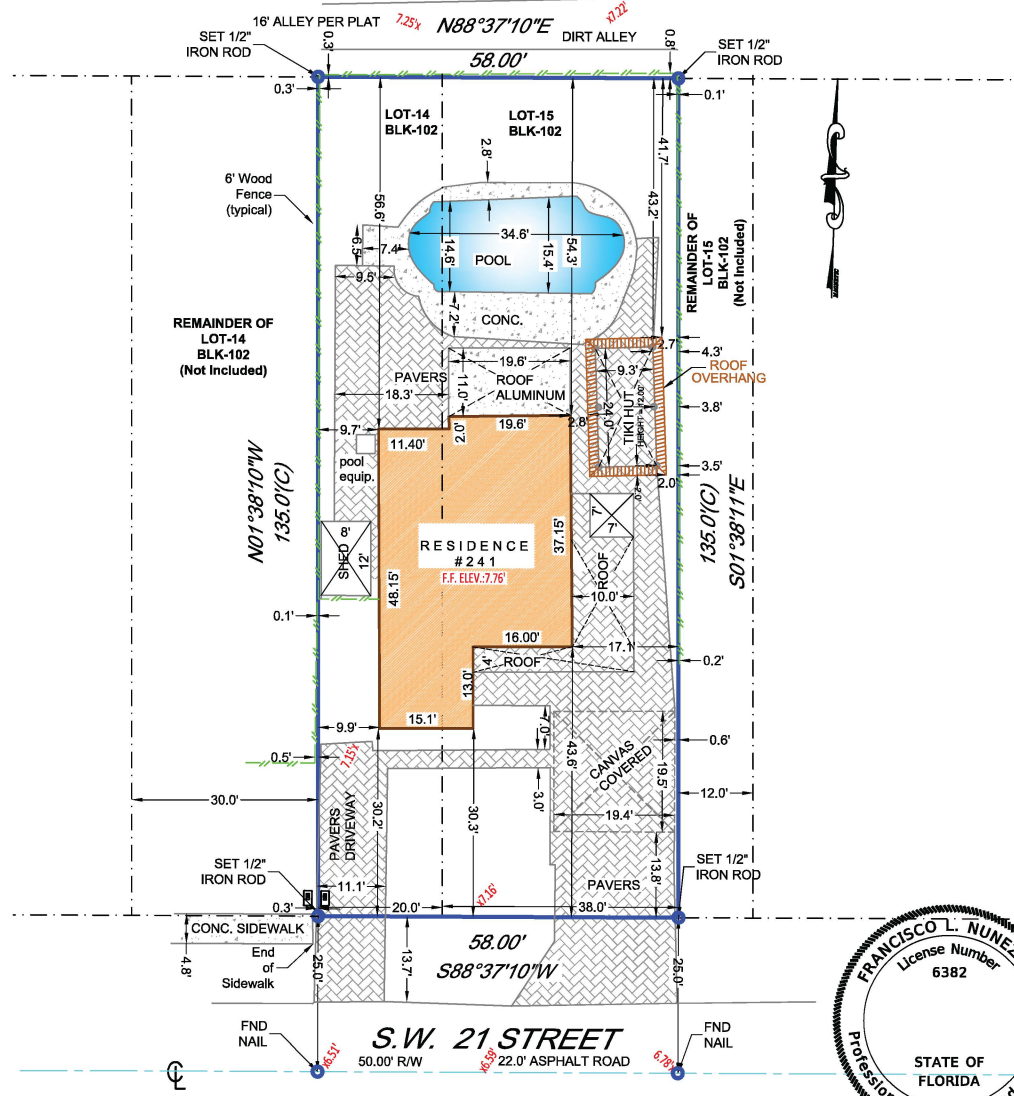 16' ALLEY PER PLAT
7.25'x
N88°37'10"E
x7.22'
DIRT ALLEY
SET 1/2"
IRON ROD
0.3'
58.00'
0.8'
SET 1/2"
IRON ROD
0.3'
0.1'
LOT-14
BLK-102
LOT-15
BLK-102
2.8'
41.7'
6' Wood
Fence
(typical)
56.6'
43.2'
6.5'
7.4'
34.6'
14.6'
15.4'
54.3'
POOL
REMAINDER OF
LOT-15
BLK-102
(Not Included)
9.5'
7.2'
CONC.
REMAINDER OF
LOT-14
BLK-102
(Not Included)
2.7'
4.3'
19.6'
ROOF
OVERHANG
PAVERS
11.0'
ROOF
ALUMINUM
9.3'
18.3'
24.0'
TIKI HUT
3.8'
2.8'
9.7'
2.0'
19.6'
11.40'
pool
equip.
3.5'
2.0'
2.0'
N01°38'10"W
135.0'(C)
135.0'(C)
S01°38'11"E
7'
7'
8'
SHED
12'
RESIDENCE
#241
F.F. ELEV.:7.76'
37.15'
48.15'
ROOF
10.0'
0.1'
16.00'
17.1'
4'
ROOF
0.2'
13.0'
15.1'
9.9'
7.0'
0.6'
0.5'
7.15'x
43.6'
CANVAS
COVERED
19.5'
30.0'
12.0'
30.2'
30.3'
3.0'
19.4'
PAVERS
DRIVEWAY
13.8'
SET 1/2"
IRON ROD
SET 1/2"
IRON ROD
11.1'
x7.16'
PAVERS
0.3'
20.0'
38.0'
CONC. SIDEWALK
4.8'
End
of
Sidewalk
25.0'
13.7'
58.00'
S88°37'10"W
25.0'
FND
NAIL
S.W. 21 STREET
FND
NAIL
50.00' R/W
22.0' ASPHALT ROAD
x6.51'
x6.59'
6.78'
FRANCISCO L. NUNEZ
License Number
6382
STATE OF
FLORIDA